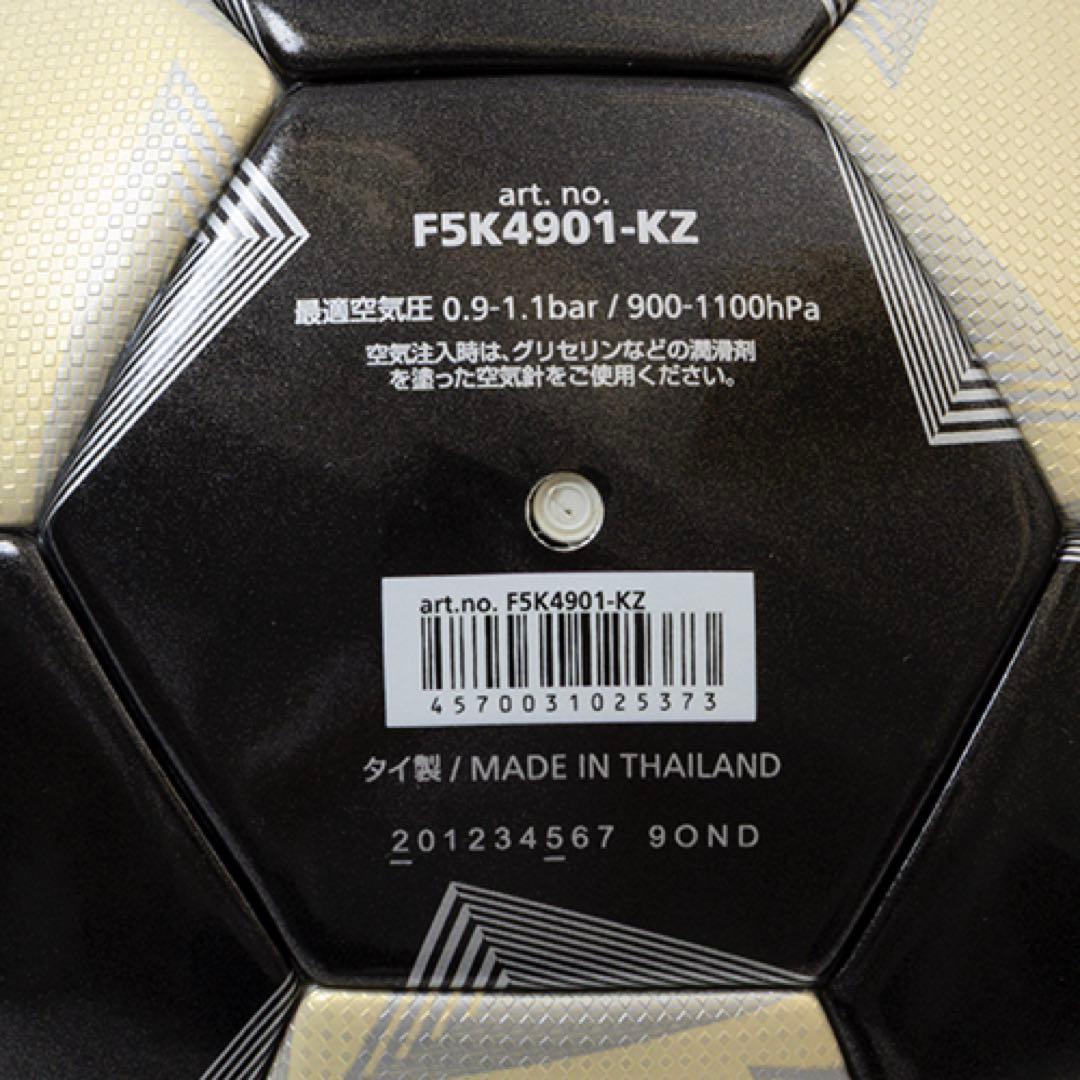 art. no.
F5K4901-KZ
最適空気圧 0.9-1.1bar / 900-1100hPa
空気注入時は、グリセリンなどの潤滑剤
を塗った空気針をご使用ください。
art.no. F5K4901-KZ
4570031025373
タイ製 / MADE IN THAILAND
201234567 9OND